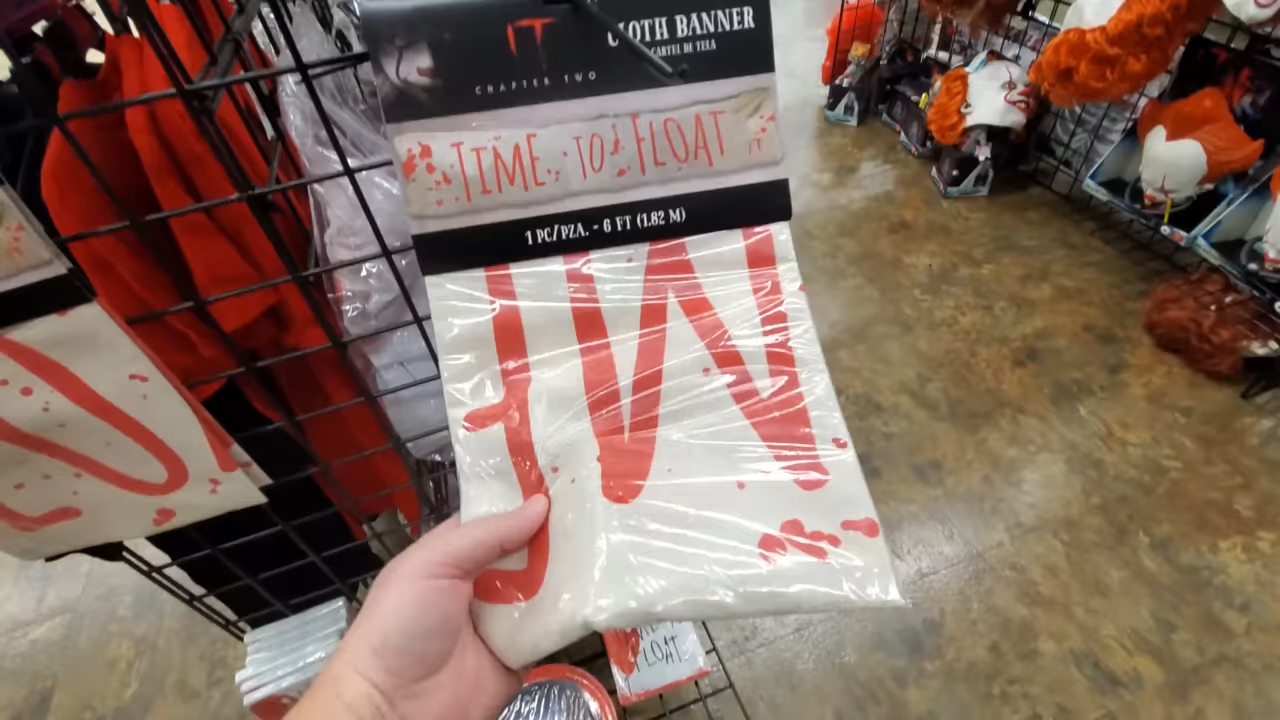 IT
CHAPTER TWO
CLOTH BANNER
CARTEL DE TELA
TIME TO FLOAT
IT
1 PC/PZA. - 6 FT (1.82 M)
FLOAT